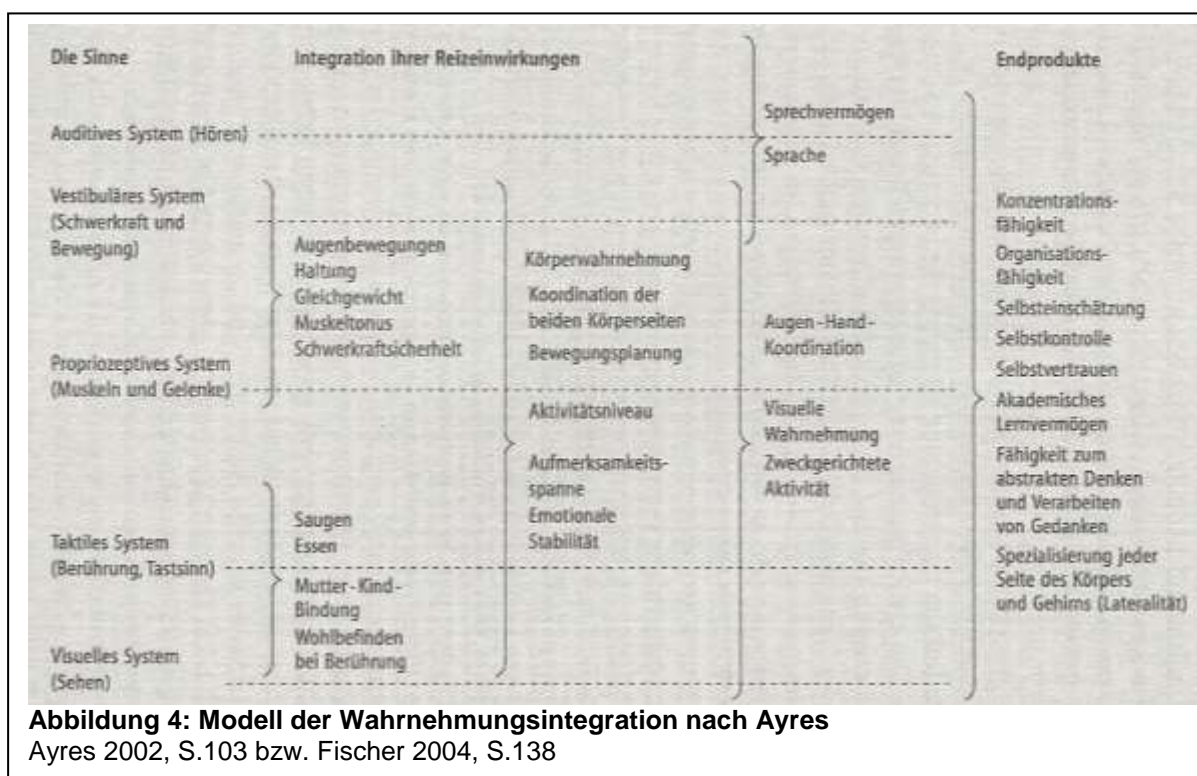 Die Sinne
Integration ihrer Reizeinwirkungen
Endprodukte
Auditives System (Hören)
Sprechvermögen
Sprache
Vestibuläres System
(Schwerkraft und
Bewegung)
Propriozeptives System
(Muskeln und Gelenke)
Taktiles System
(Berührung, Tastsinn)
Visuelles System
(Sehen)
Augenbewegungen
Haltung
Gleichgewicht
Muskeltonus
Schwerkraftsicherheit
Saugen
Essen
Mutter-Kind-
Bindung
Wohlbefinden
bei Berührung
Körperwahrnehmung
Koordination der
beiden Körperseiten
Bewegungsplanung
Aktivitätsniveau
Aufmerksamkeits-
spanne
Emotionale
Stabilität
Augen-Hand-
Koordination
Visuelle
Wahrnehmung
Zweckgerichtete
Aktivität
Konzentrations-
fähigkeit
Organisations-
fähigkeit
Selbsteinschätzung
Selbstkontrolle
Selbstvertrauen
Akademisches
Lernvermögen
Fähigkeit zum
abstrakten Denken
und Verarbeiten
von Gedanken
Spezialisierung jeder
Seite des Körpers
und Gehirns (Lateralität)
Abbildung 4: Modell der Wahrnehmungsintegration nach Ayres
Ayres 2002, S.103 bzw. Fischer 2004, S.138